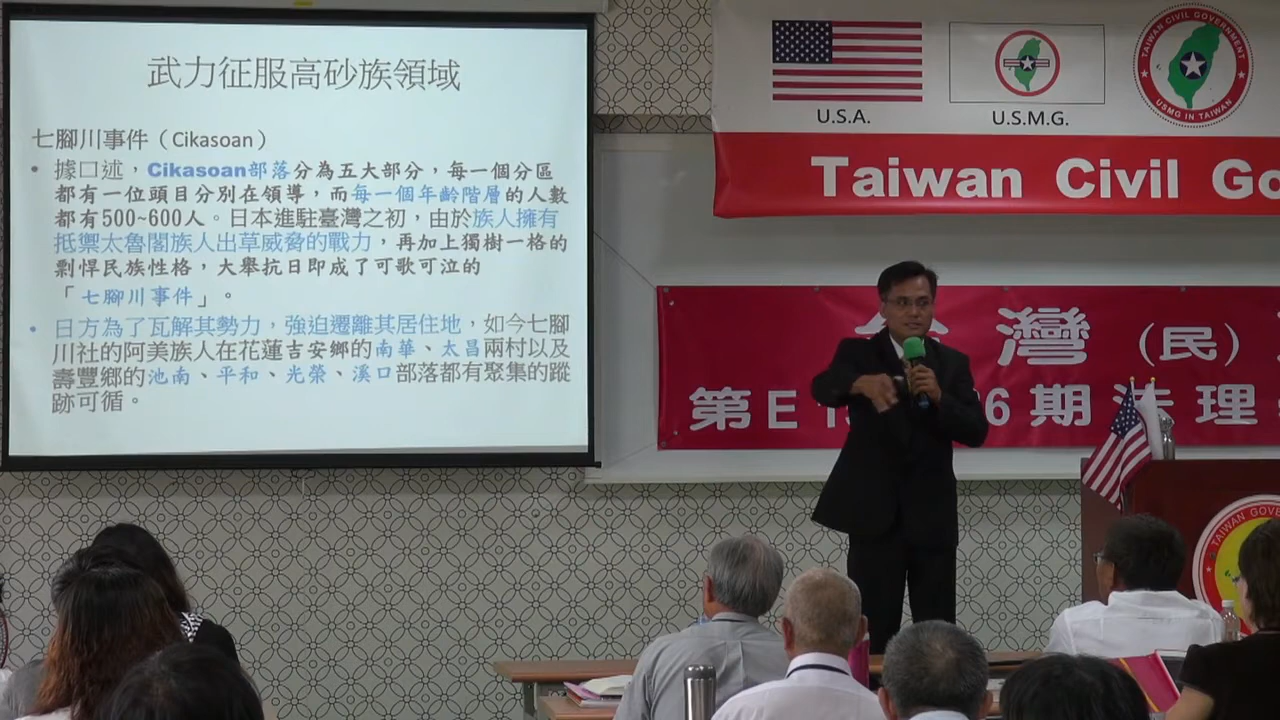 武力征服高砂族領域
七腳川事件（Cikasoan）
• 據口述，Cikasoan部落分為五大部分，每一個分區
都有一位頭目分別在領導，而每一個年齡階層的人數
都有500~600人。日本進駐臺灣之初，由於族人擁有
抵禦太魯閣族人出草威脅的戰力，再加上獨樹一格的
剽悍民族性格，大舉抗日即成了可歌可泣的
「七腳川事件」。
• 日方為了瓦解其勢力，強迫遷離其居住地，如今七腳
川社的阿美族人在花蓮吉安鄉的南華、太昌兩村以及
壽豐鄉的池南、平和、光榮、溪口部落都有聚集的蹤
跡可循。
U.S.A.
U.S.M.G.
TAIWAN CIVIL GOVERNMENT
USMG IN TAIWAN
Taiwan Civil Go
灣（民）
第E 1 6期法理
TAIWAN GOVE